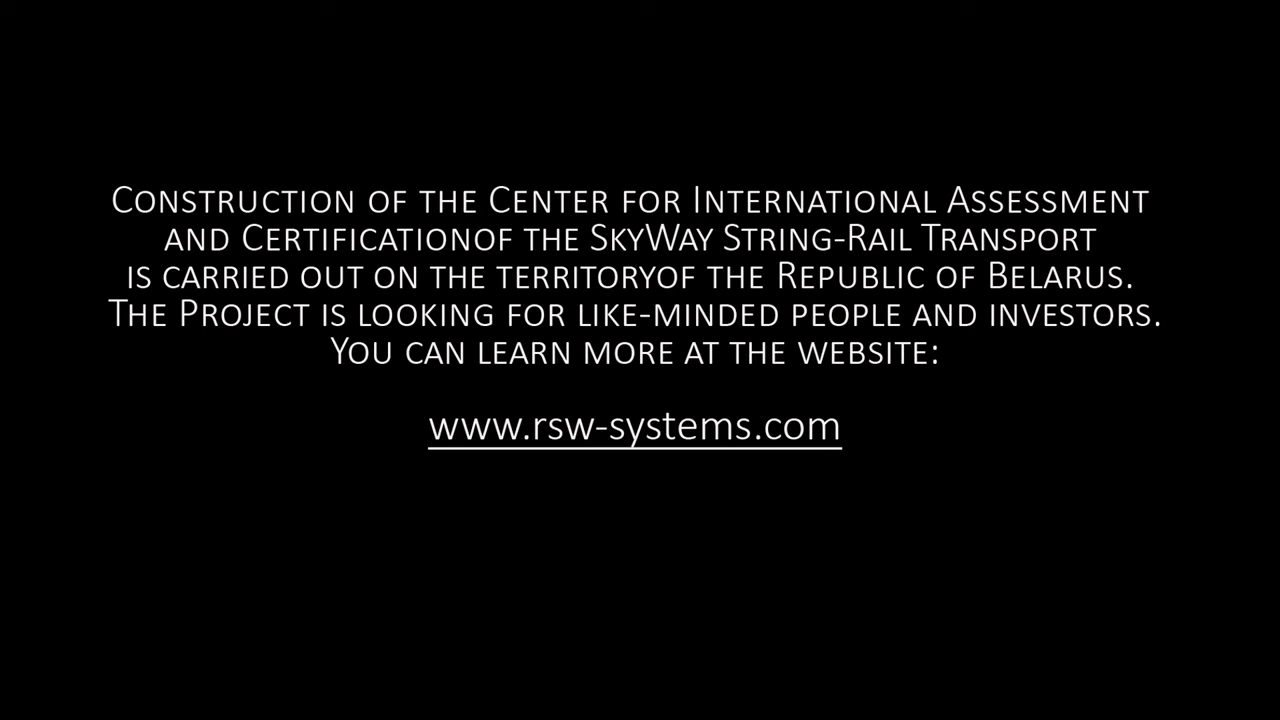 Construction of the Center for International Assessment
and Certificationof the SkyWay String-Rail Transport
is carried out on the territoryof the Republic of Belarus.
The Project is looking for like-minded people and investors.
You can learn more at the website:
www.rsw-systems.com